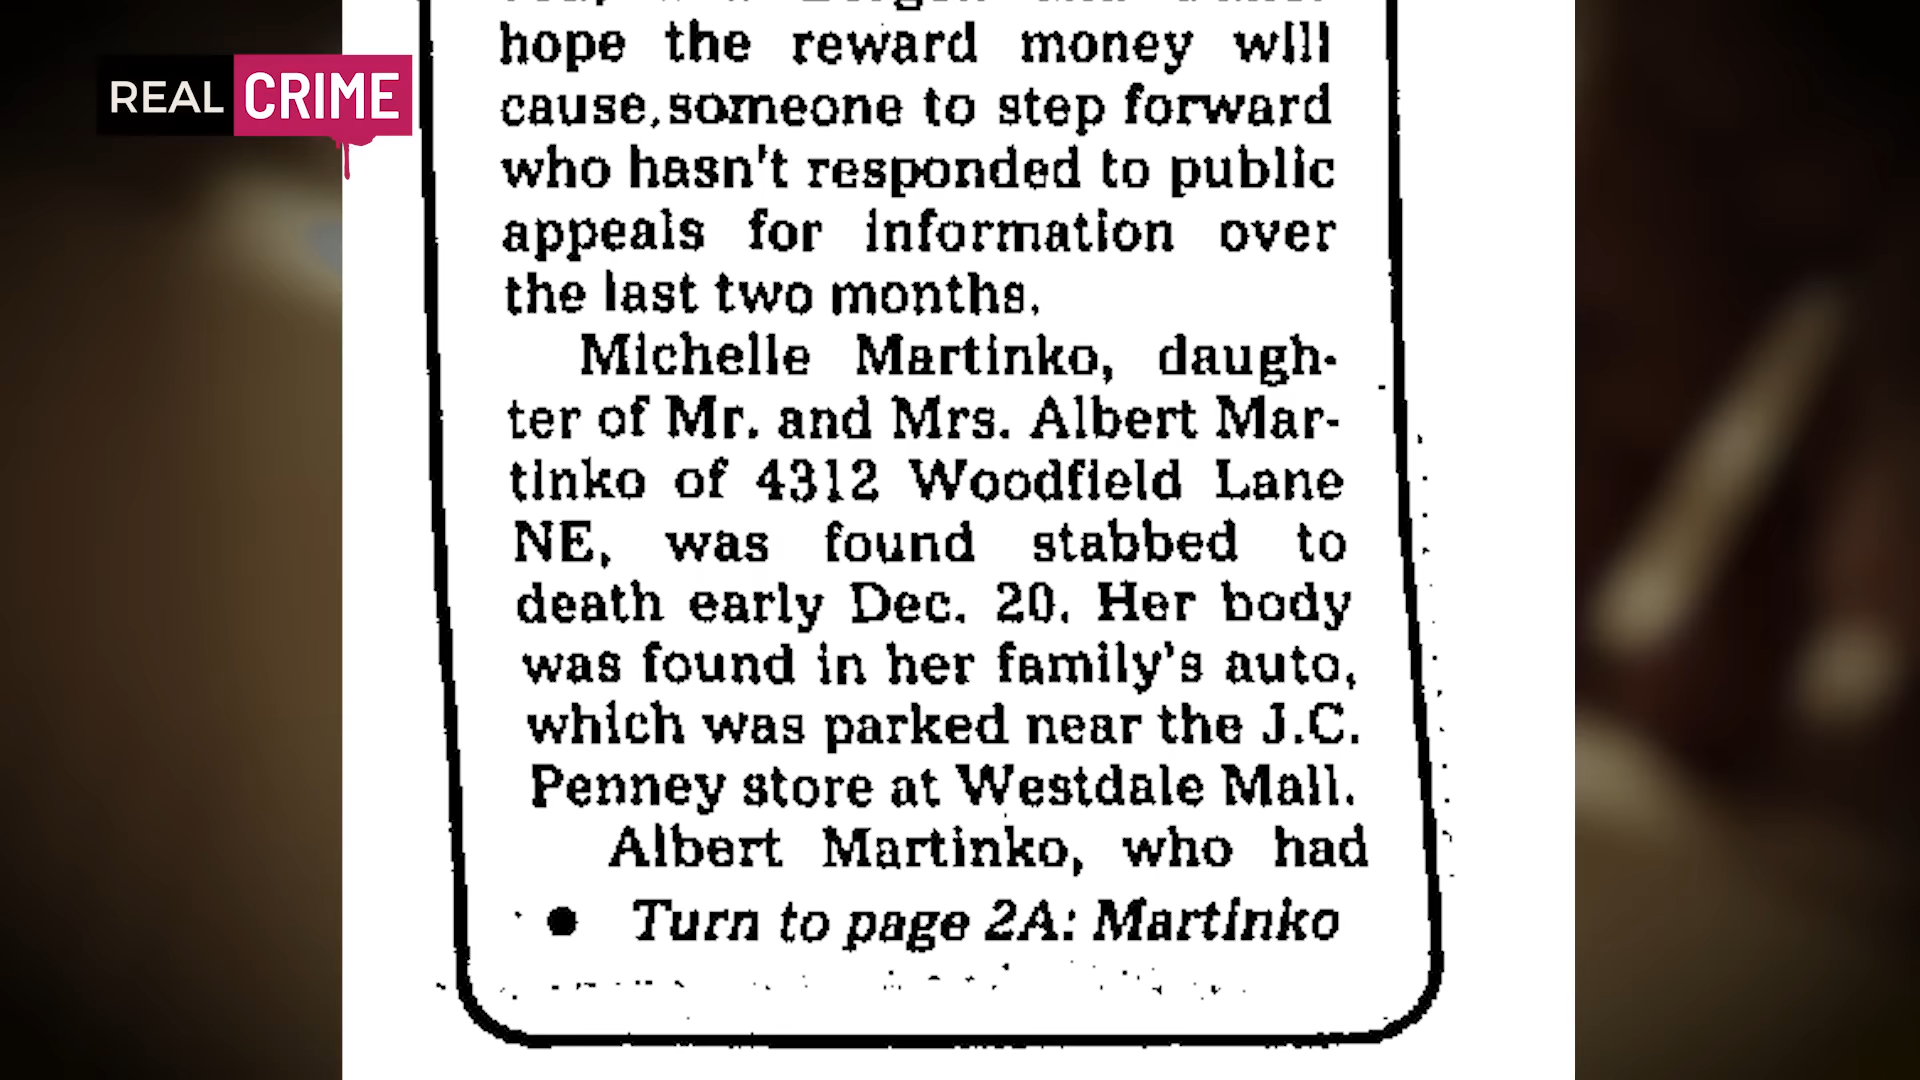 REAL CRIME
hope the reward money will
cause, someone to step forward
who hasn't responded to public
appeals for information over
the last two months.
Michelle Martinko, daugh-
ter of Mr. and Mrs. Albert Mar-
tinko of 4312 Woodfield Lane
NE, was found stabbed to
death early Dec. 20. Her body
was found in her family's auto,
which was parked near the J.C.
Penney store at Westdale Mall.
Albert Martinko, who had
• Turn to page 2A: Martinko